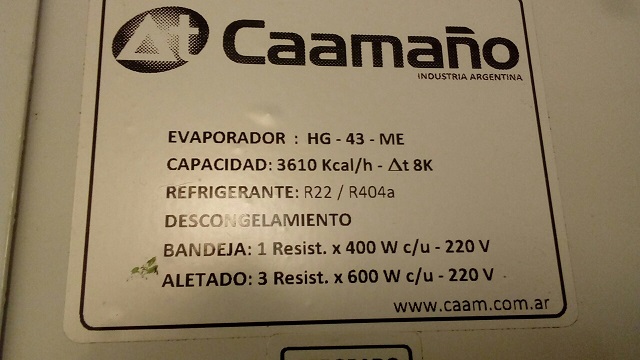 Δt Caamaño
INDUSTRIA ARGENTINA
EVAPORADOR : HG - 43 - ME
CAPACIDAD: 3610 Kcal/h - Δt 8K
REFRIGERANTE: R22 / R404a
DESCONGELAMIENTO
BANDEJA: 1 Resist. x 400 W c/u - 220 V
ALETADO: 3 Resist. x 600 W c/u - 220 V
www.caam.com.ar